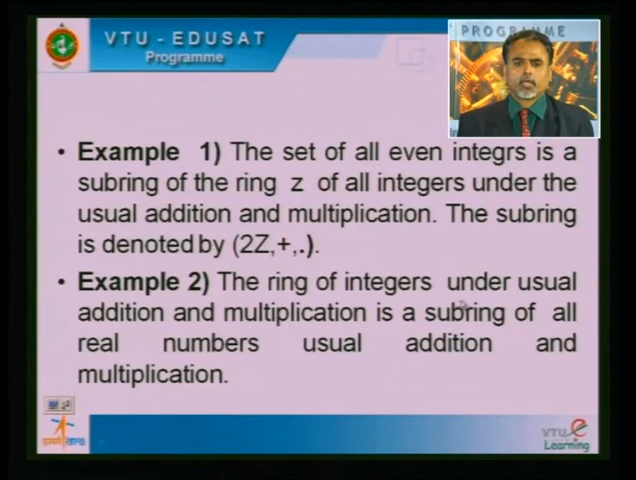 VTU - EDUSAT
Programme
PROGRAMME
• Example 1) The set of all even integrs is a
subring of the ring z of all integers under the
usual addition and multiplication. The subring
is denoted by (2Z,+,.).
• Example 2) The ring of integers under usual
addition and multiplication is a subring of all
real numbers usual addition and
multiplication.
VTU e
Learning